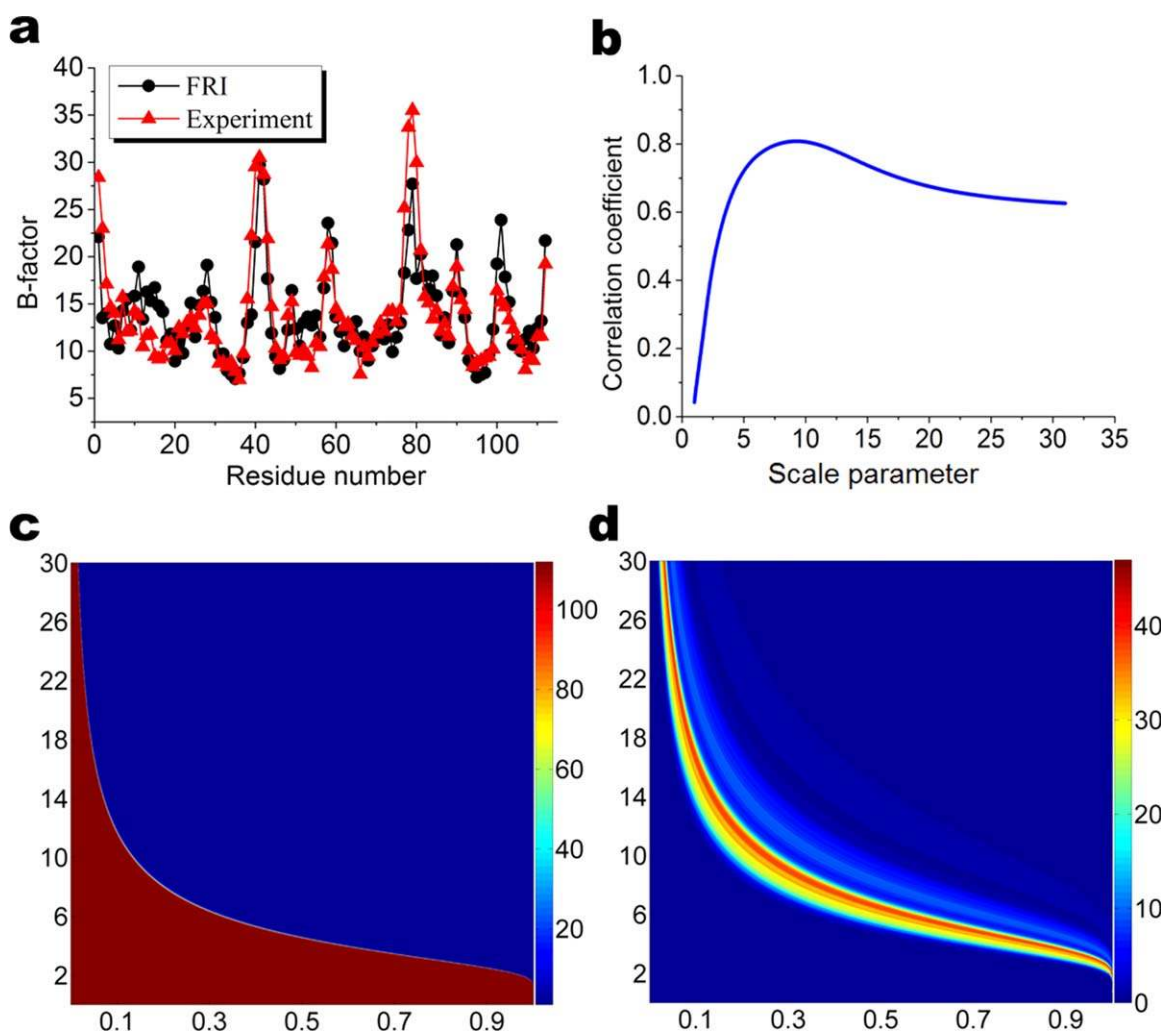 a
40
35
30
25
20
15
10
5
B-factor
FRI
Experiment
0 20 40 60 80 100
Residue number
b
1.0
0.8
0.6
0.4
0.2
0.0
Correlation coefficient
0 5 10 15 20 25 30 35
Scale parameter
c
30
26
22
18
14
10
6
2
0.1 0.3 0.5 0.7 0.9
100
80
60
40
20
d
30
26
22
18
14
10
6
2
0.1 0.3 0.5 0.7 0.9
40
30
20
10
0